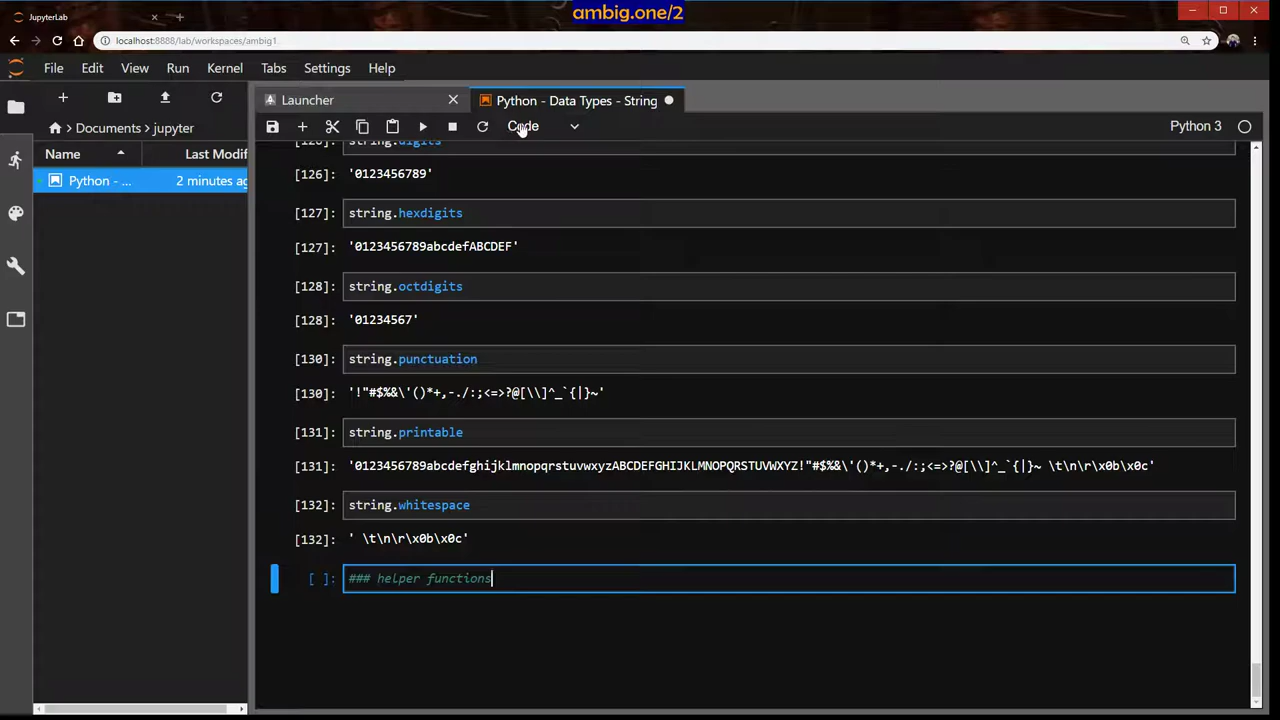 ambig.one/2
JupyterLab
localhost:8888/lab/workspaces/ambig1
File Edit View Run Kernel Tabs Settings Help
Launcher
Python - Data Types - String
Documents jupyter
Code
Python 3
Name Last Modif
Python - ... 2 minutes ag
string.digits
[126]: '0123456789'
[127]: string.hexdigits
[127]: '0123456789abcdefABCDEF'
[128]: string.octdigits
[128]: '01234567'
[130]: string.punctuation
[130]: '!"#$%&\'()*+,-./:;<=>?@[\\]^_`{|}~'
[131]: string.printable
[131]: '0123456789abcdefghijklmnopqrstuvwxyzABCDEFGHIJKLMNOPQRSTUVWXYZ!"#$%&\'()*+,-./:;<=>?@[\\]^_`{|}~ \t\n\r\x0b\x0c'
[132]: string.whitespace
[132]: ' \t\n\r\x0b\x0c'
[ ]: ### helper functions